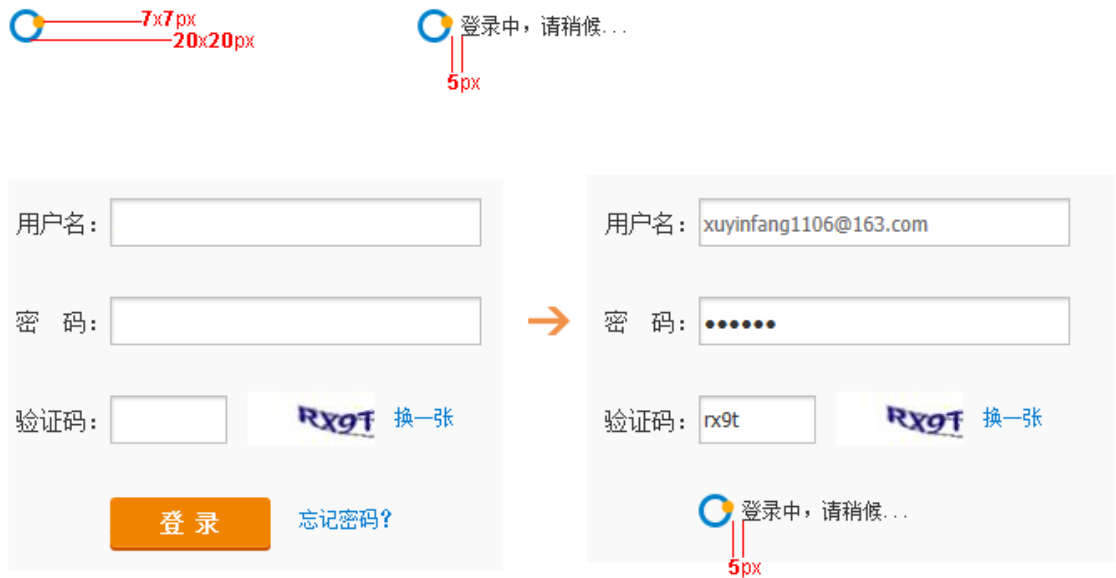 7x7px
20x20px
登录中，请稍候...
5px
用户名：
密 码：
验证码：
RX9T
换一张
登 录
忘记密码？
用户名：
xuyinfang1106@163.com
密 码：
●●●●●●
验证码：
rx9t
RX9T
换一张
登录中，请稍候...
5px